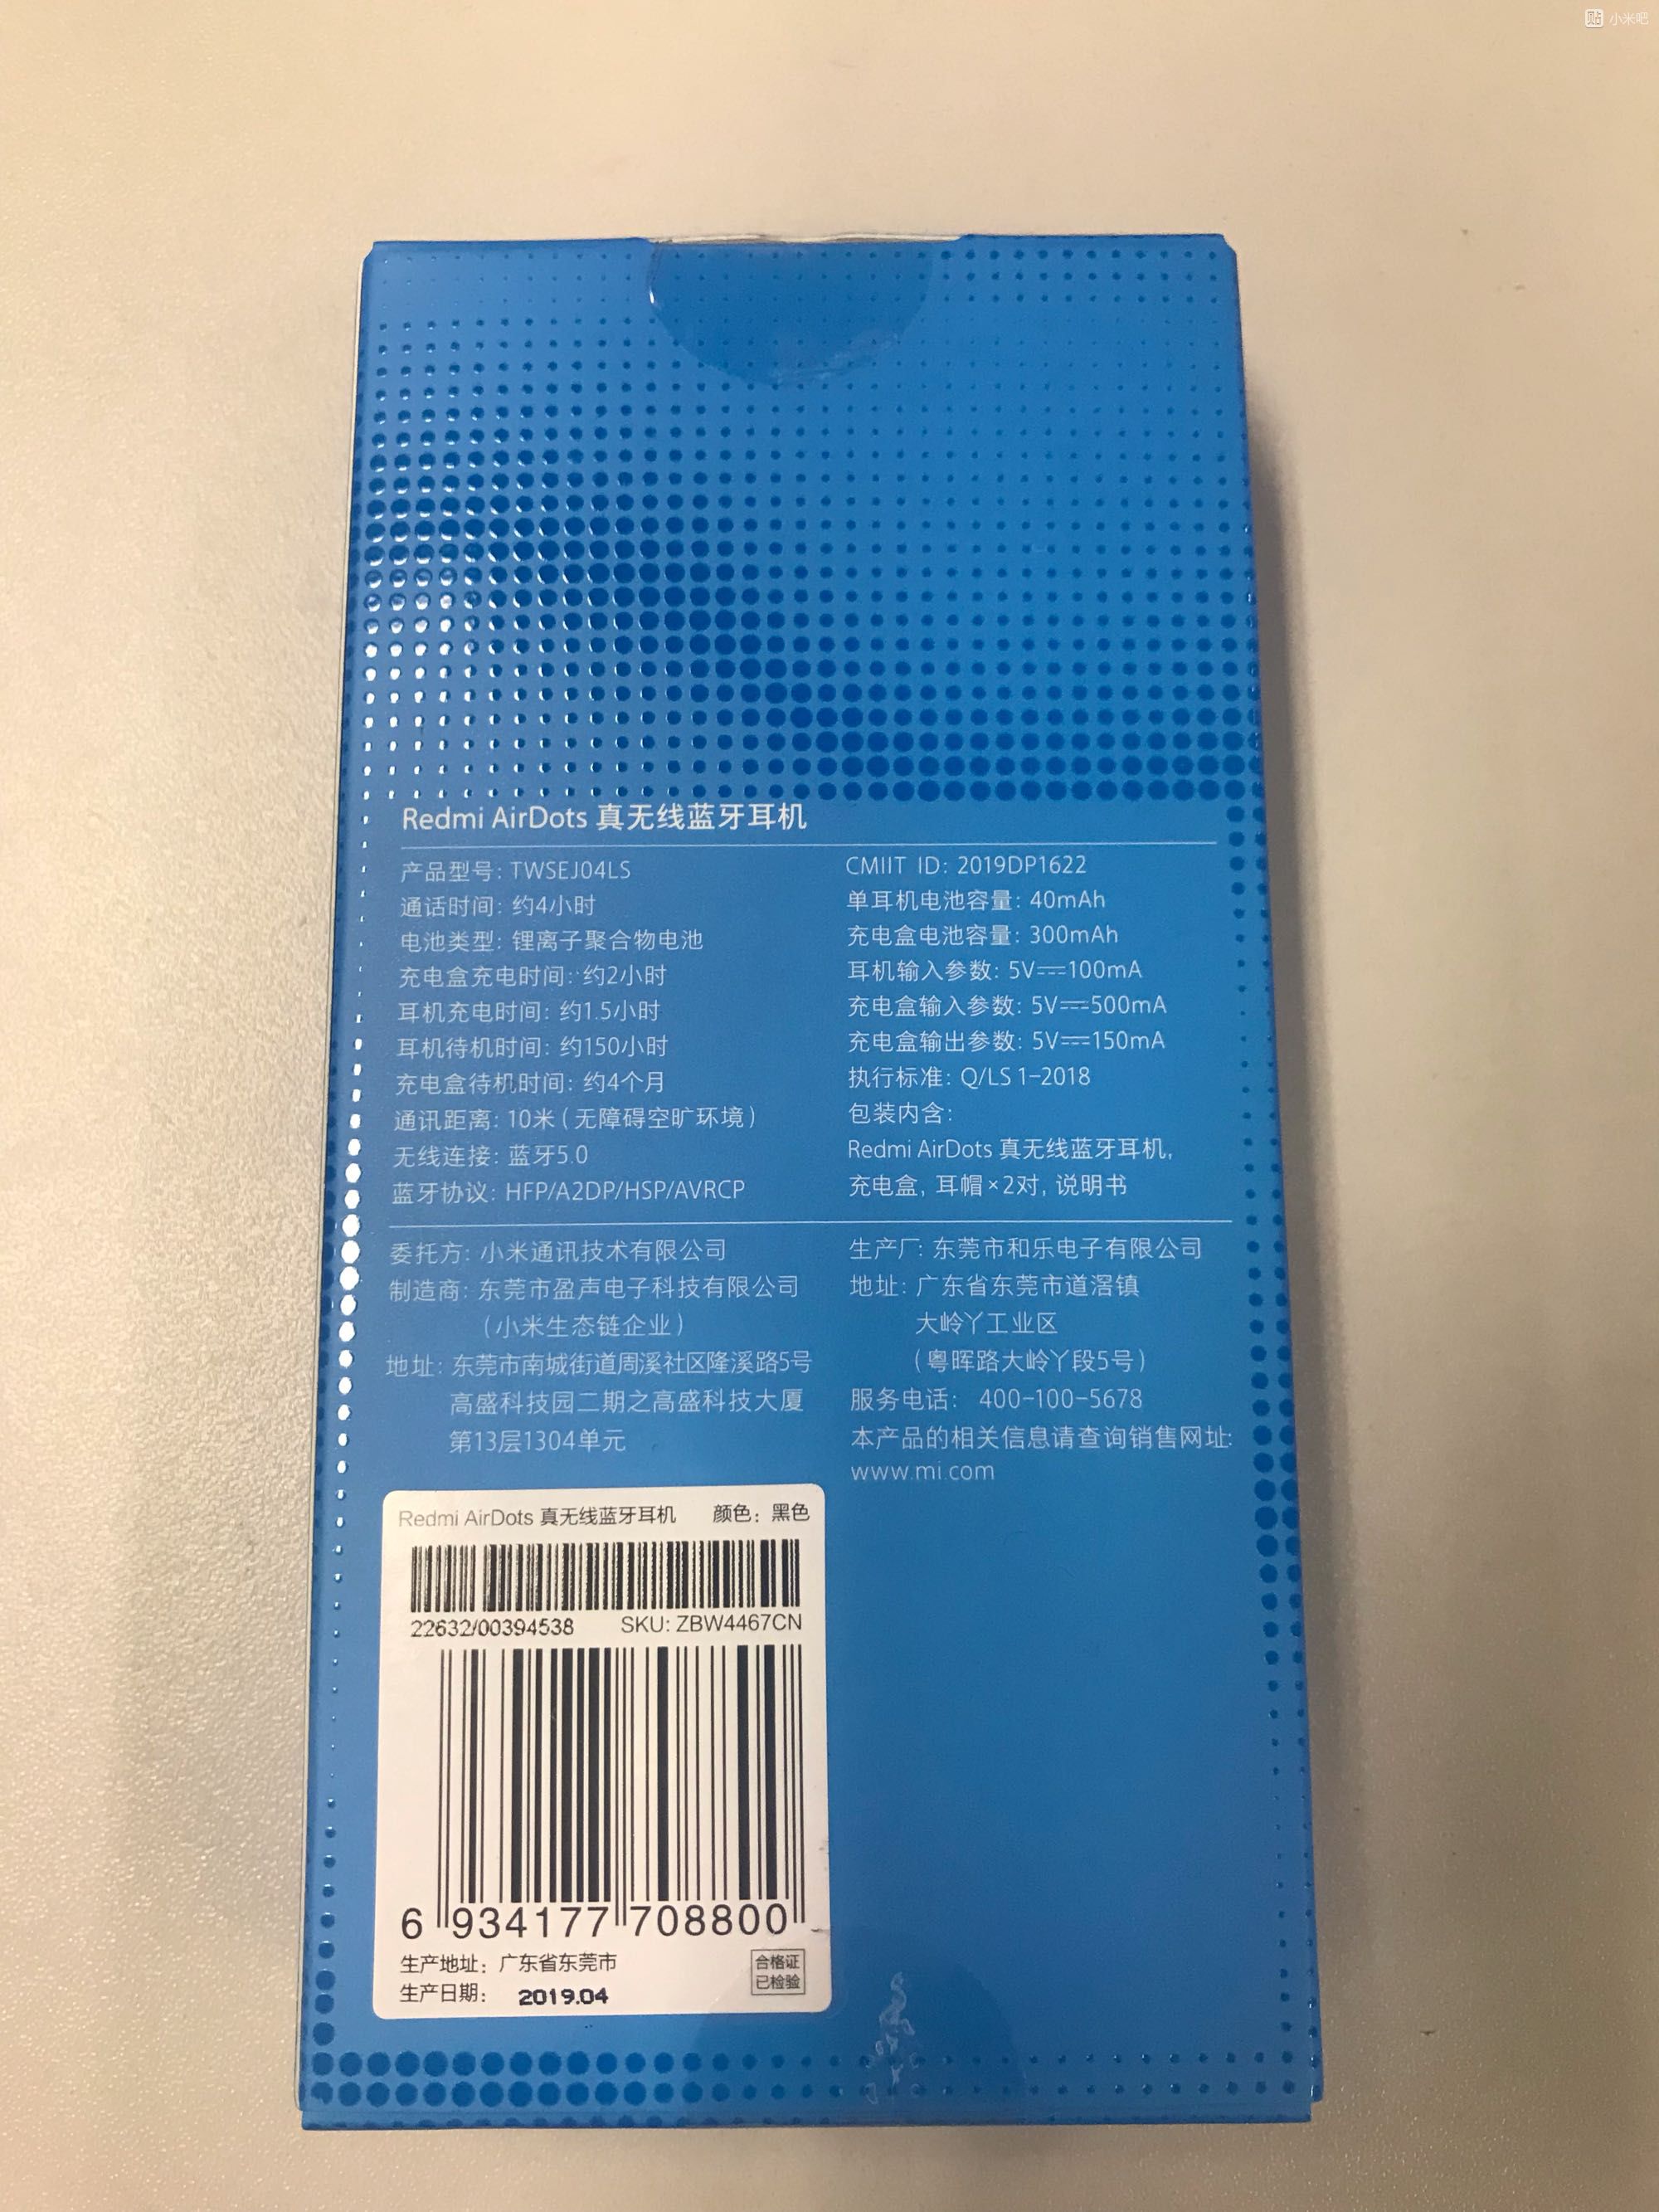 贴 小米吧
Redmi AirDots 真无线蓝牙耳机
产品型号: TWSEJ04LS
通话时间: 约4小时
电池类型: 锂离子聚合物电池
充电盒充电时间: 约2小时
耳机充电时间: 约1.5小时
耳机待机时间: 约150小时
充电盒待机时间: 约4个月
通讯距离: 10米(无障碍空旷环境)
无线连接: 蓝牙5.0
蓝牙协议: HFP/A2DP/HSP/AVRCP
CMIIT ID: 2019DP1622
单耳机电池容量: 40mAh
充电盒电池容量: 300mAh
耳机输入参数: 5V⎓100mA
充电盒输入参数: 5V⎓500mA
充电盒输出参数: 5V⎓150mA
执行标准: Q/LS 1-2018
包装内含:
Redmi AirDots 真无线蓝牙耳机,
充电盒, 耳帽×2对, 说明书
委托方: 小米通讯技术有限公司
制造商: 东莞市盈声电子科技有限公司
(小米生态链企业)
地址: 东莞市南城街道周溪社区隆溪路5号
高盛科技园二期之高盛科技大厦
第13层1304单元
生产厂: 东莞市和乐电子有限公司
地址: 广东省东莞市道滘镇
大岭丫工业区
(粤晖路大岭丫段5号)
服务电话: 400-100-5678
本产品的相关信息请查询销售网址:
www.mi.com
Redmi AirDots 真无线蓝牙耳机 颜色: 黑色
22632/00394538 SKU: ZBW4467CN
6 934177 708800
生产地址: 广东省东莞市
生产日期: 2019.04
合格证
已检验